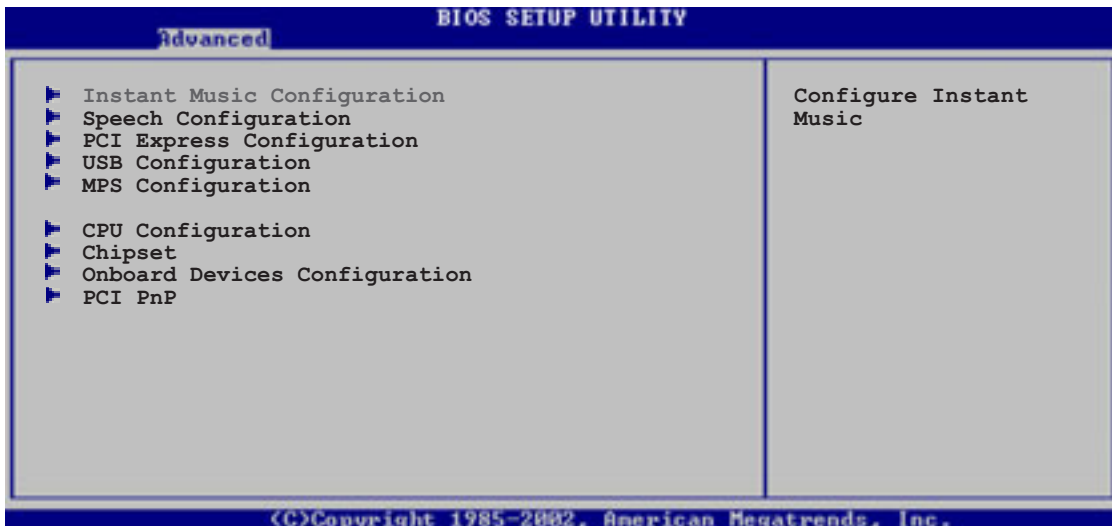 BIOS SETUP UTILITY
Advanced
Instant Music Configuration
Speech Configuration
PCI Express Configuration
USB Configuration
MPS Configuration
CPU Configuration
Chipset
Onboard Devices Configuration
PCI PnP
Configure Instant
Music
(C)Copyright 1985-2002, American Megatrends, Inc.